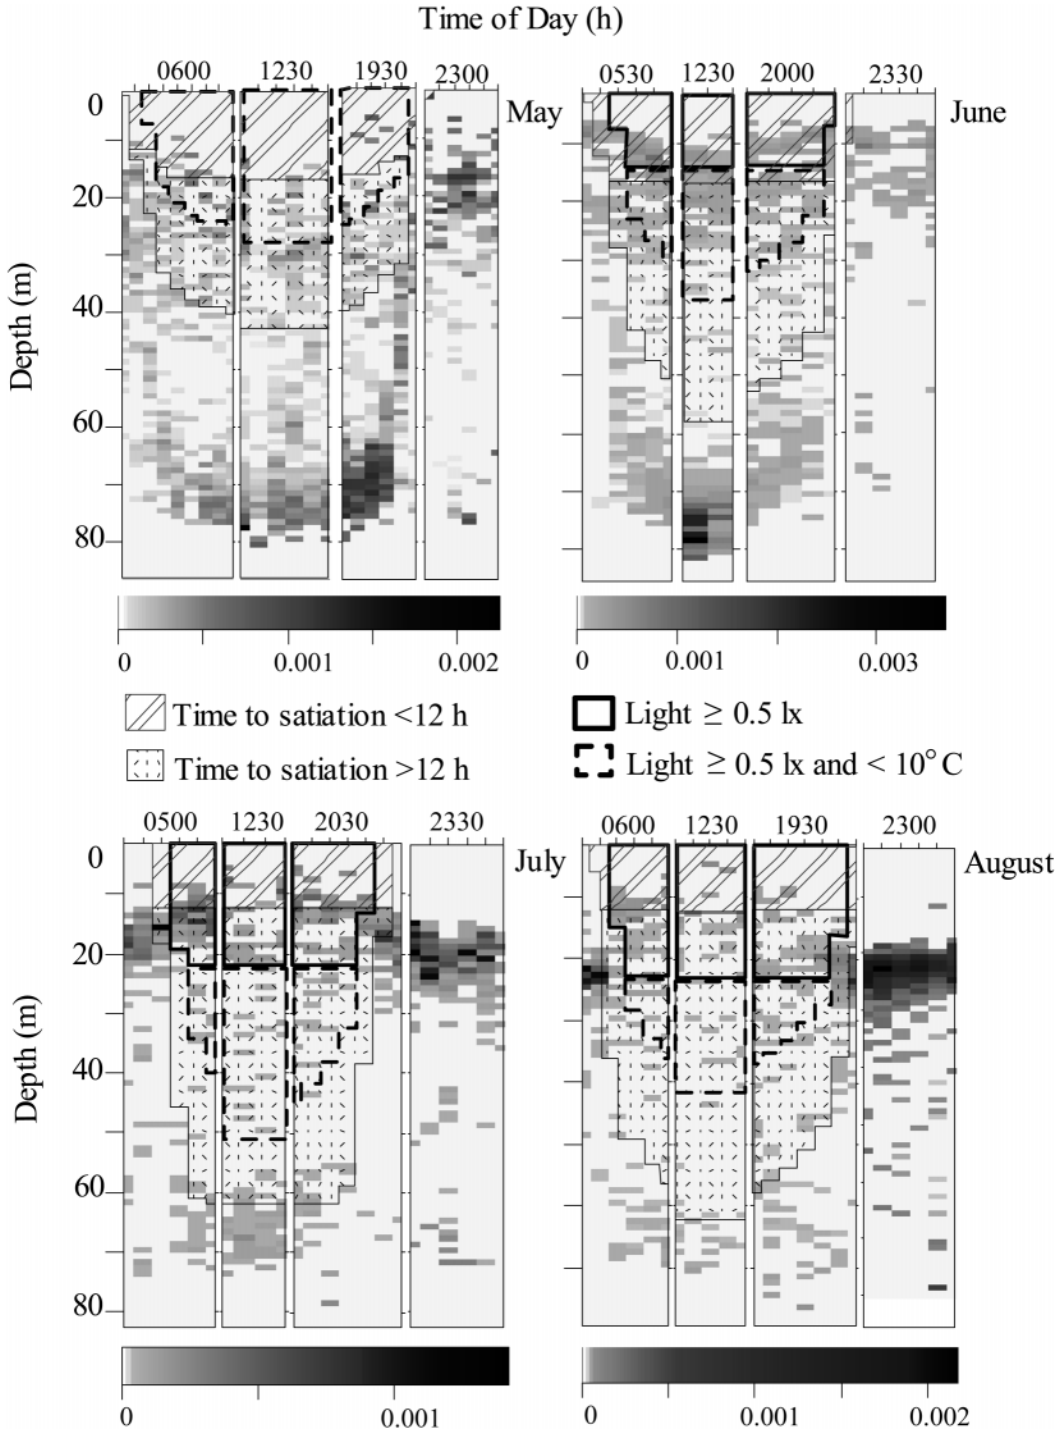 Time of Day (h)
0600 1230 1930 2300 May
0530 1230 2000 2330 June
0
20
40
60
80
Depth (m)
0 0.001 0.002
0 0.001 0.003
Time to satiation <12 h
Time to satiation >12 h
Light ≥ 0.5 lx
Light ≥ 0.5 lx and < 10°C
0500 1230 2030 2330 July
0600 1230 1930 2300 August
0
20
40
60
80
Depth (m)
0 0.001
0 0.001 0.002